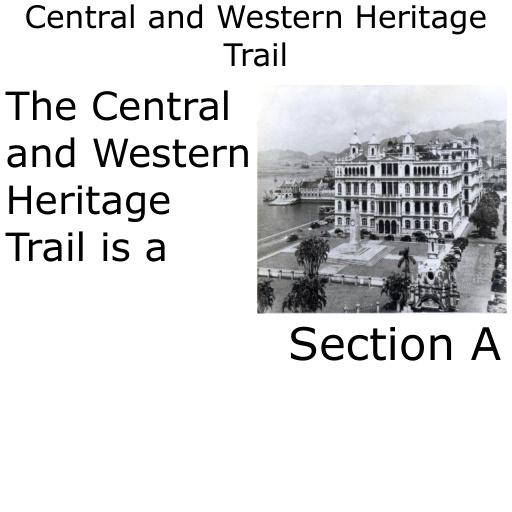 Central and Western Heritage
Trail
The Central
and Western
Heritage
Trail is a
Section A